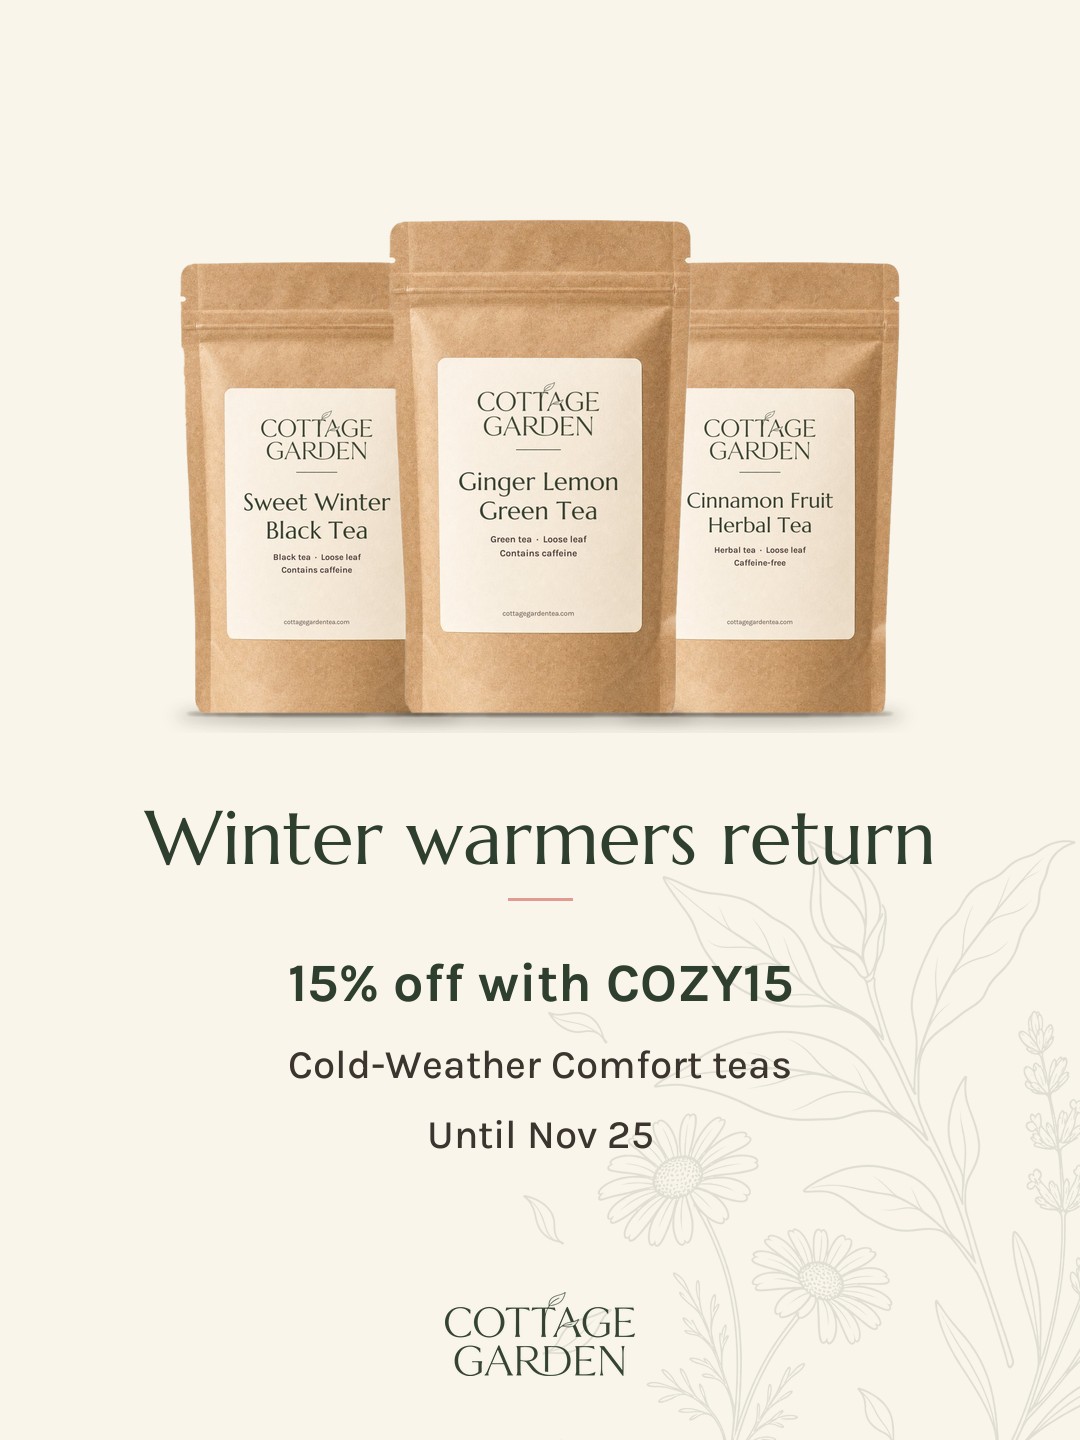 COTTAGE
GARDEN
Sweet Winter
Black Tea
Black tea · Loose leaf
Contains caffeine
cottagegardentea.com
COTTAGE
GARDEN
Ginger Lemon
Green Tea
Green tea · Loose leaf
Contains caffeine
cottagegardentea.com
COTTAGE
GARDEN
Cinnamon Fruit
Herbal Tea
Herbal tea · Loose leaf
Caffeine-free
cottagegardentea.com
Winter warmers return
15% off with COZY15
Cold-Weather Comfort teas
Until Nov 25
COTTAGE
GARDEN